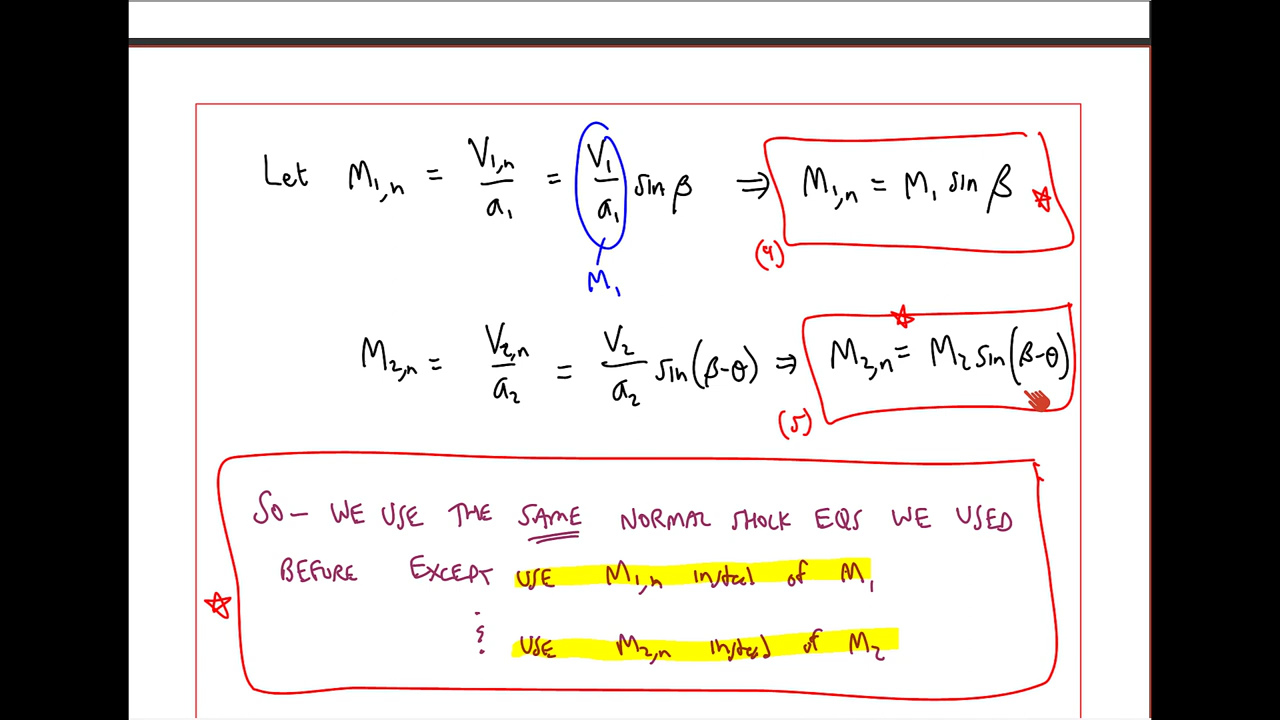 Let M₁,ₙ = V₁,ₙ/a₁ = V₁/a₁ sin β ⇒ M₁,ₙ = M₁ sin β
(4)
M₁
M₂,ₙ = V₂,ₙ/a₂ = V₂/a₂ sin(β-θ) ⇒ M₂,ₙ = M₂ sin(β-θ)
(5)
SO – WE USE THE SAME NORMAL SHOCK EQS WE USED
BEFORE EXCEPT USE M₁,ₙ instead of M₁
& USE M₂,ₙ instead of M₂